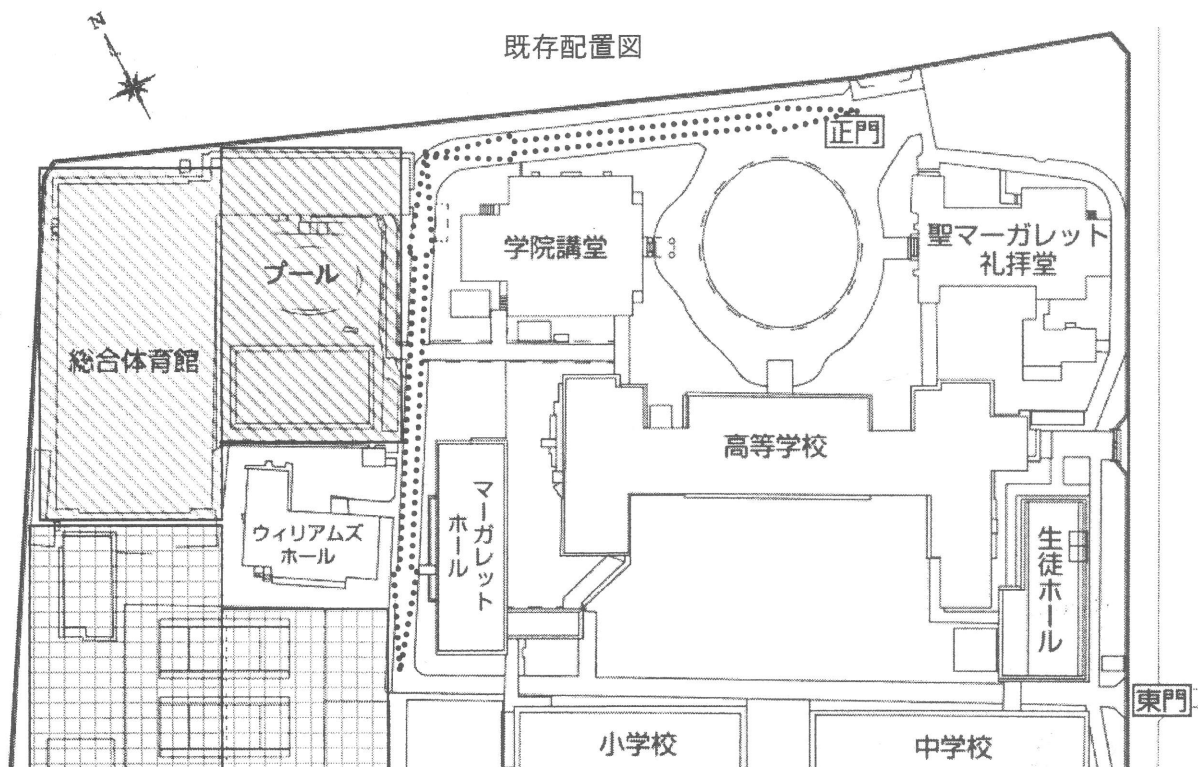 N
既存配置図
正門
学院講堂
聖マーガレット
礼拝堂
プール
総合体育館
高等学校
マーガレット
ホール
ウィリアムズ
ホール
生徒ホール
東門
小学校
中学校